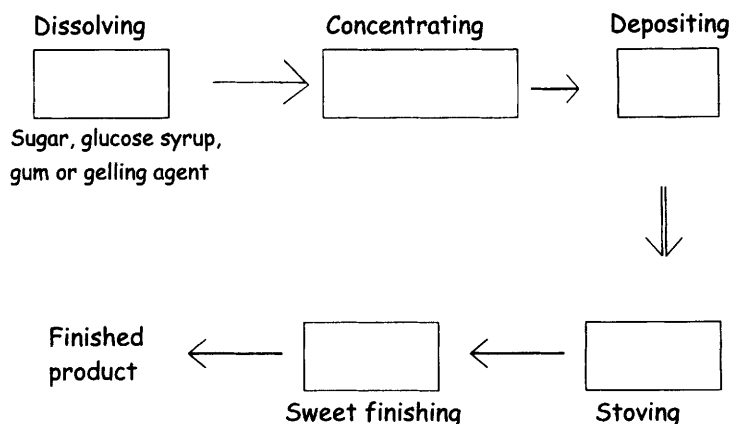 Dissolving
Concentrating
Depositing
Sugar, glucose syrup,
gum or gelling agent
Finished
product
Sweet finishing
Stoving